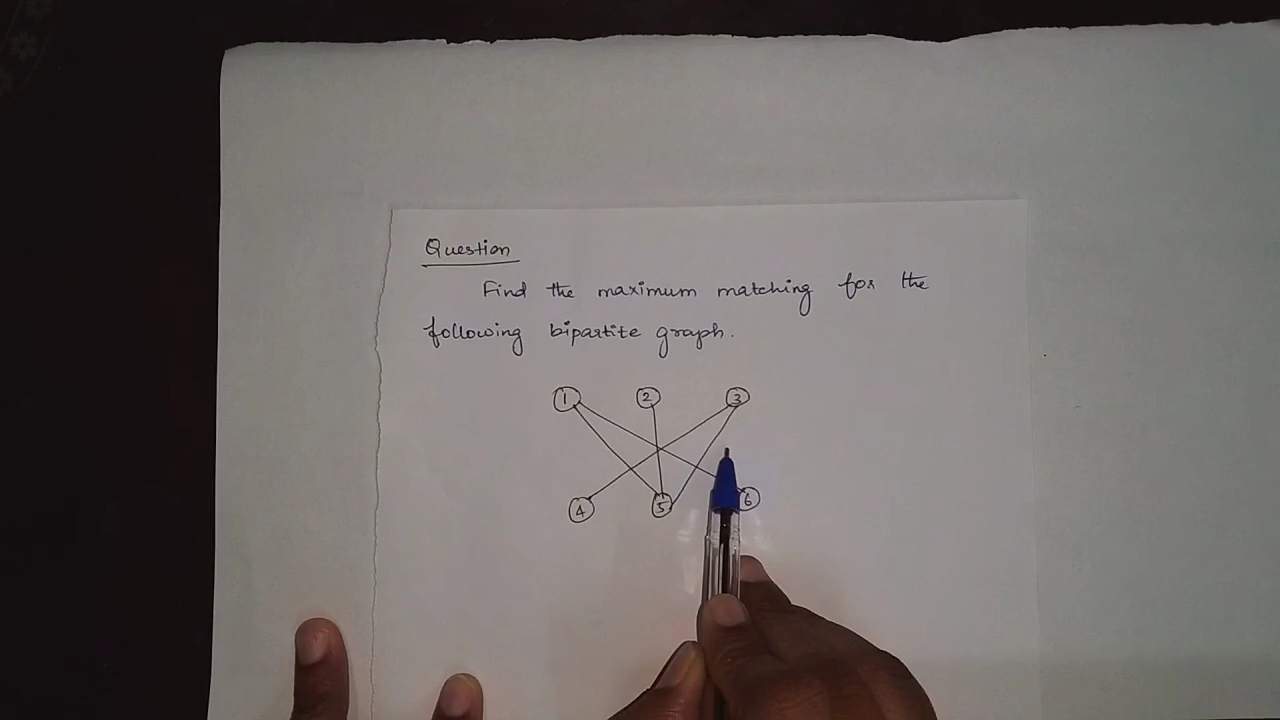 Question
Find the maximum matching for the
following bipartite graph.
1 2 3
4 5 6